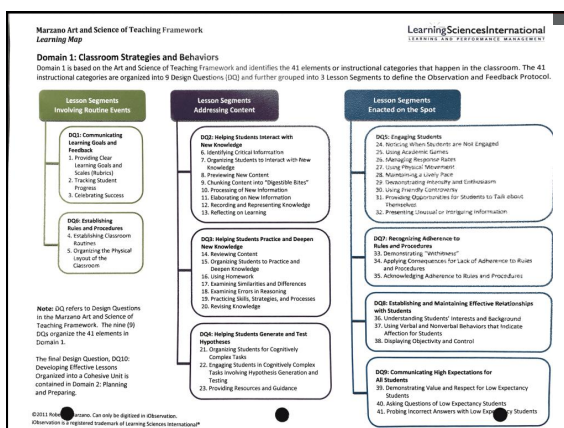 Marzano Art and Science of Teaching Framework
Learning Map
LearningSciencesInternational
LEARNING AND PERFORMANCE MANAGEMENT
Domain 1: Classroom Strategies and Behaviors
Domain 1 is based on the Art and Science of Teaching Framework and identifies the 41 elements or instructional categories that happen in the classroom. The 41
instructional categories are organized into 9 Design Questions (DQ) and further grouped into 3 Lesson Segments to define the Observation and Feedback Protocol.
Lesson Segments
Involving Routine Events
DQ1: Communicating
Learning Goals and
Feedback
1. Providing Clear
Learning Goals and
Scales (Rubrics)
2. Tracking Student
Progress
3. Celebrating Success
DQ6: Establishing
Rules and Procedures
4. Establishing Classroom
Routines
5. Organizing the Physical
Layout of the
Classroom
Note: DQ refers to Design Questions
in the Marzano Art and Science of
Teaching Framework. The nine (9)
DQs organize the 41 elements in
Domain 1.
The final Design Question, DQ10:
Developing Effective Lessons
Organized into a Cohesive Unit is
contained in Domain 2: Planning
and Preparing.
Lesson Segments
Addressing Content
DQ2: Helping Students Interact with
New Knowledge
6. Identifying Critical Information
7. Organizing Students to Interact with New
Knowledge
8. Previewing New Content
9. Chunking Content into "Digestible Bites"
10. Processing of New Information
11. Elaborating on New Information
12. Recording and Representing Knowledge
13. Reflecting on Learning
DQ3: Helping Students Practice and Deepen
New Knowledge
14. Reviewing Content
15. Organizing Students to Practice and
Deepen Knowledge
16. Using Homework
17. Examining Similarities and Differences
18. Examining Errors in Reasoning
19. Practicing Skills, Strategies, and Processes
20. Revising Knowledge
DQ4: Helping Students Generate and Test
Hypotheses
21. Organizing Students for Cognitively
Complex Tasks
22. Engaging Students in Cognitively Complex
Tasks Involving Hypothesis Generation and
Testing
23. Providing Resources and Guidance
Lesson Segments
Enacted on the Spot
DQ5: Engaging Students
24. Noticing When Students are Not Engaged
25. Using Academic Games
26. Managing Response Rates
27. Using Physical Movement
28. Maintaining a Lively Pace
29. Demonstrating Intensity and Enthusiasm
30. Using Friendly Controversy
31. Providing Opportunities for Students to Talk about
Themselves
32. Presenting Unusual or Intriguing Information
DQ7: Recognizing Adherence to
Rules and Procedures
33. Demonstrating "Withitness"
34. Applying Consequences for Lack of Adherence to Rules
and Procedures
35. Acknowledging Adherence to Rules and Procedures
DQ8: Establishing and Maintaining Effective Relationships
with Students
36. Understanding Students' Interests and Background
37. Using Verbal and Nonverbal Behaviors that Indicate
Affection for Students
38. Displaying Objectivity and Control
DQ9: Communicating High Expectations for
All Students
39. Demonstrating Value and Respect for Low Expectancy
Students
40. Asking Questions of Low Expectancy Students
41. Probing Incorrect Answers with Low Expectancy Students
©2011 Robe Marzano. Can only be digitized in iObservation.
iObservation is a registered trademark of Learning Sciences International®